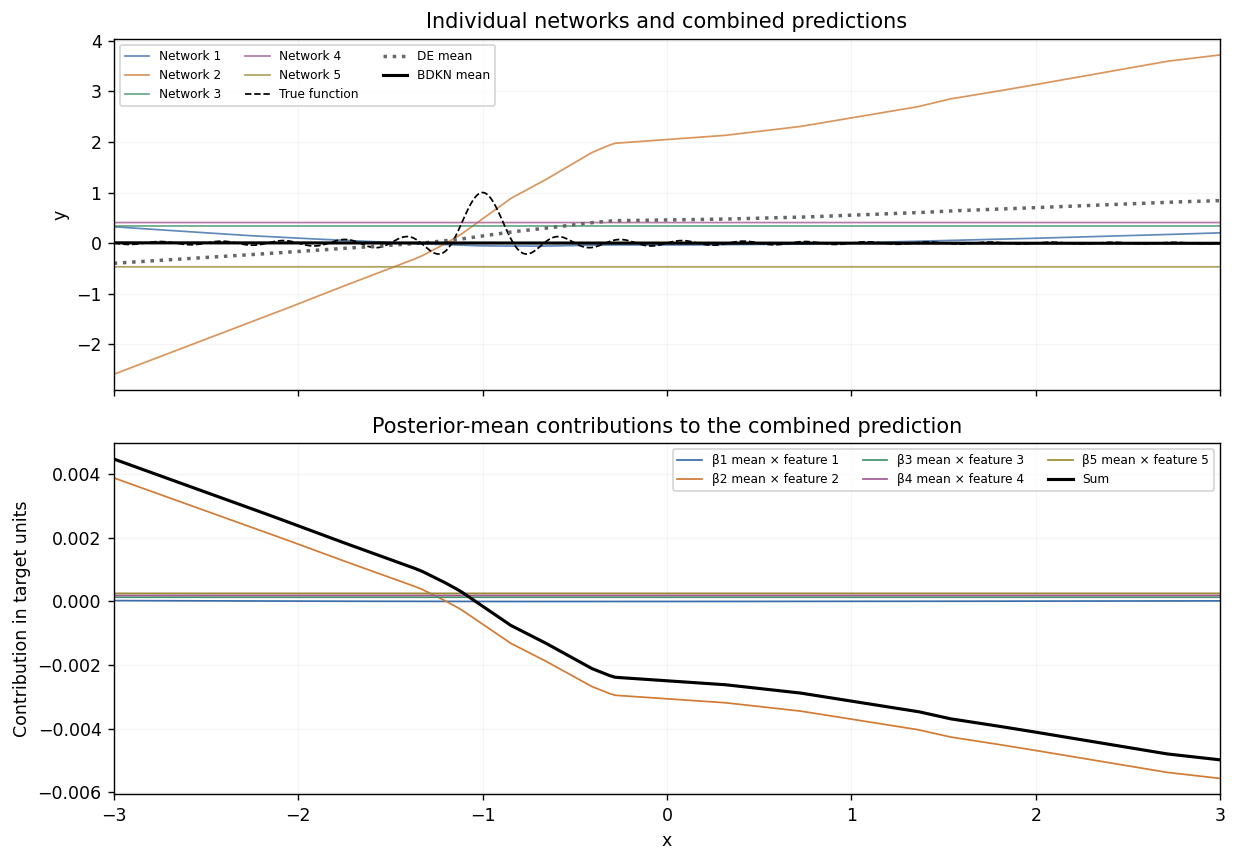 Individual networks and combined predictions
Network 1
Network 2
Network 3
Network 4
Network 5
True function
DE mean
BDKN mean
y
4
3
2
1
0
−1
−2
Posterior-mean contributions to the combined prediction
β1 mean × feature 1
β2 mean × feature 2
β3 mean × feature 3
β4 mean × feature 4
β5 mean × feature 5
Sum
Contribution in target units
0.004
0.002
0.000
−0.002
−0.004
−0.006
−3
−2
−1
0
1
2
3
x